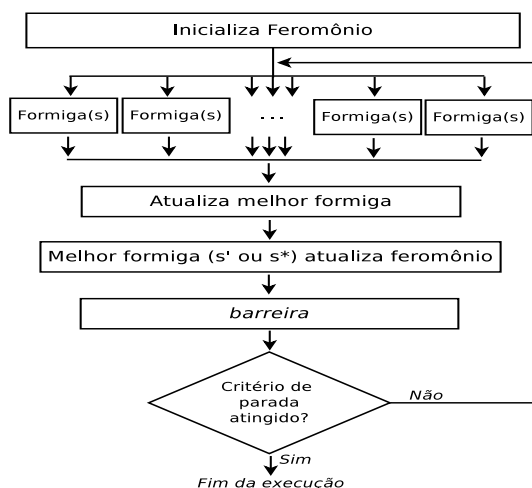 Inicializa Feromônio
Formiga(s) Formiga(s) ... Formiga(s) Formiga(s)
Atualiza melhor formiga
Melhor formiga (s' ou s*) atualiza feromônio
barreira
Critério de
parada
atingido?
Não
Sim
Fim da execução